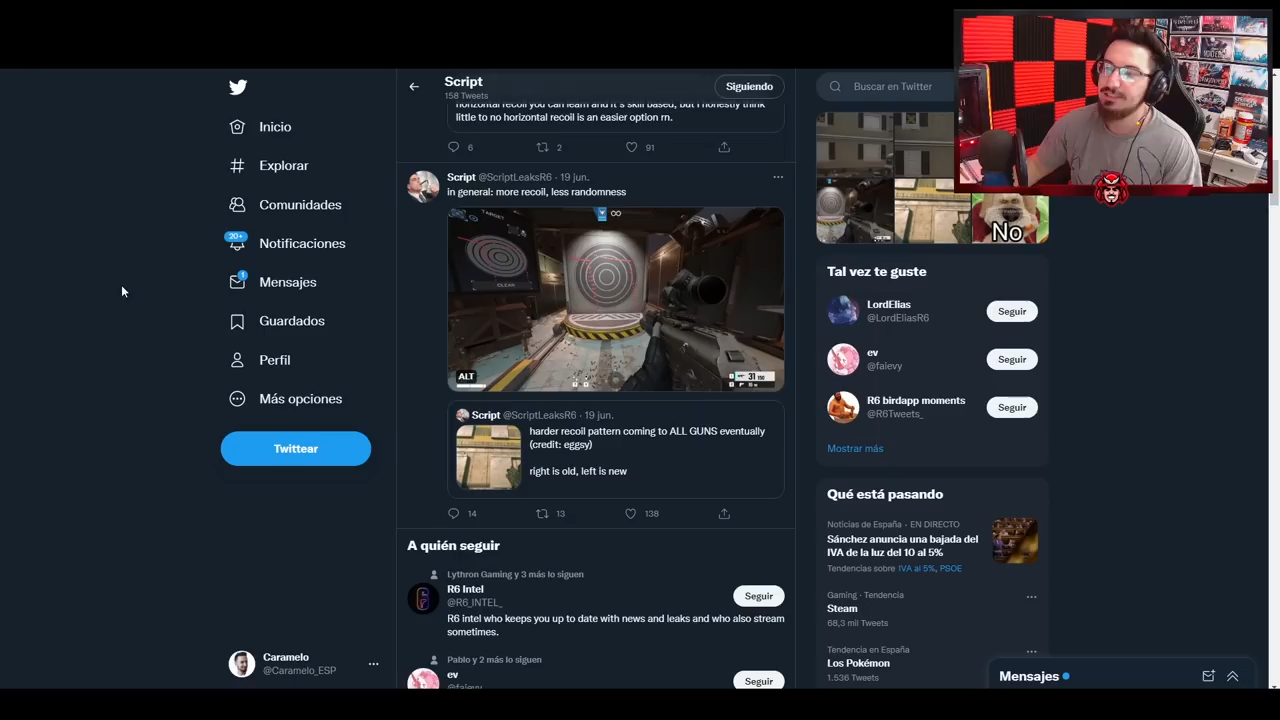 Inicio
Explorar
Comunidades
20+
Notificaciones
1
Mensajes
Guardados
Perfil
Más opciones
Twittear
Caramelo
@Caramelo_ESP
Script
158 Tweets
Siguiendo
horizontal recoil you can learn and it's skill based, but I honestly think
little to no horizontal recoil is an easier option rn.
6 2 91
Script @ScriptLeaksR6 · 19 jun.
in general: more recoil, less randomness
TARGET
CLEAR
∞
ALT
31 150
Script @ScriptLeaksR6 · 19 jun.
harder recoil pattern coming to ALL GUNS eventually
(credit: eggsy)
right is old, left is new
14 13 138
A quién seguir
Lythron Gaming y 3 más lo siguen
R6 Intel
@R6_INTEL_
Seguir
R6 intel who keeps you up to date with news and leaks and who also stream
sometimes.
Pablo y 2 más lo siguen
ev
@faievy
Seguir
Buscar en Twitter
No
Tal vez te guste
LordElias
@LordEliasR6
Seguir
ev
@faievy
Seguir
R6 birdapp moments
@R6Tweets_
Seguir
Mostrar más
Qué está pasando
Noticias de España · EN DIRECTO
Sánchez anuncia una bajada del
IVA de la luz del 10 al 5%
Tendencias sobre IVA al 5%, PSOE
Gaming · Tendencia
Steam
68,3 mil Tweets
Tendencia en España
Los Pokémon
1.536 Tweets
Mensajes